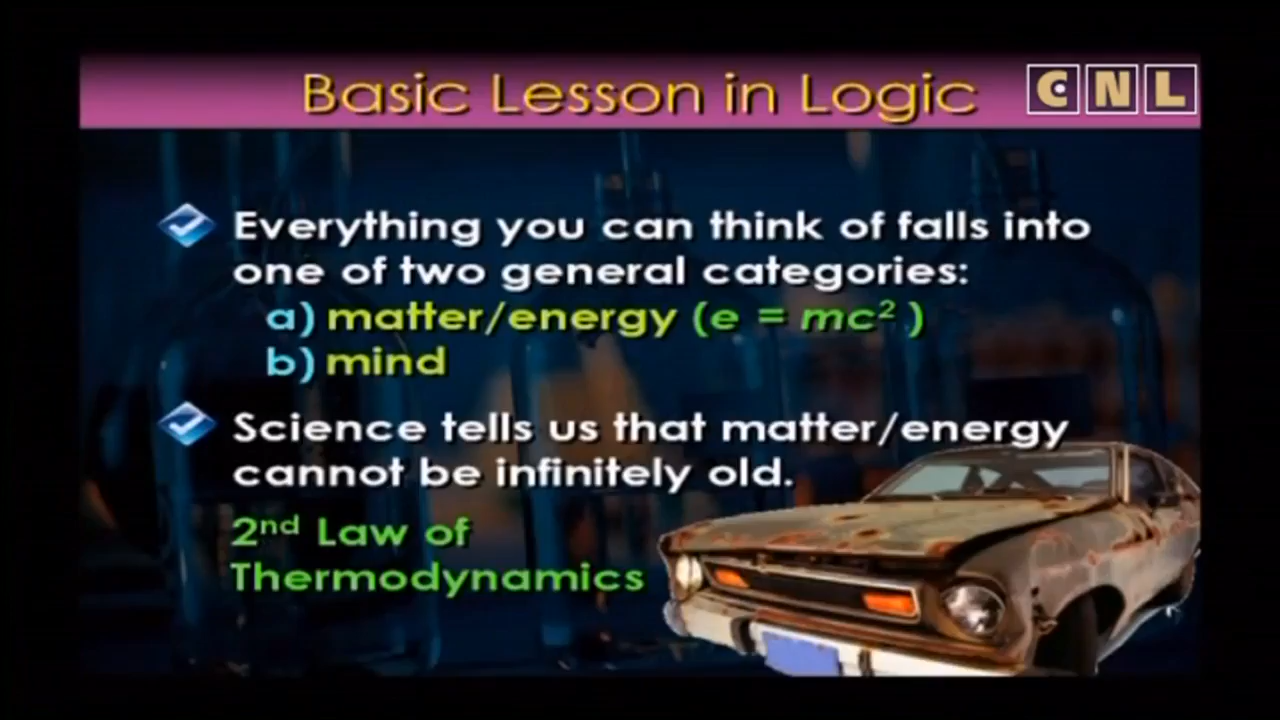 Basic Lesson in Logic
CNL
Everything you can think of falls into
one of two general categories:
a) matter/energy (e = mc² )
b) mind
Science tells us that matter/energy
cannot be infinitely old.
2nd Law of
Thermodynamics